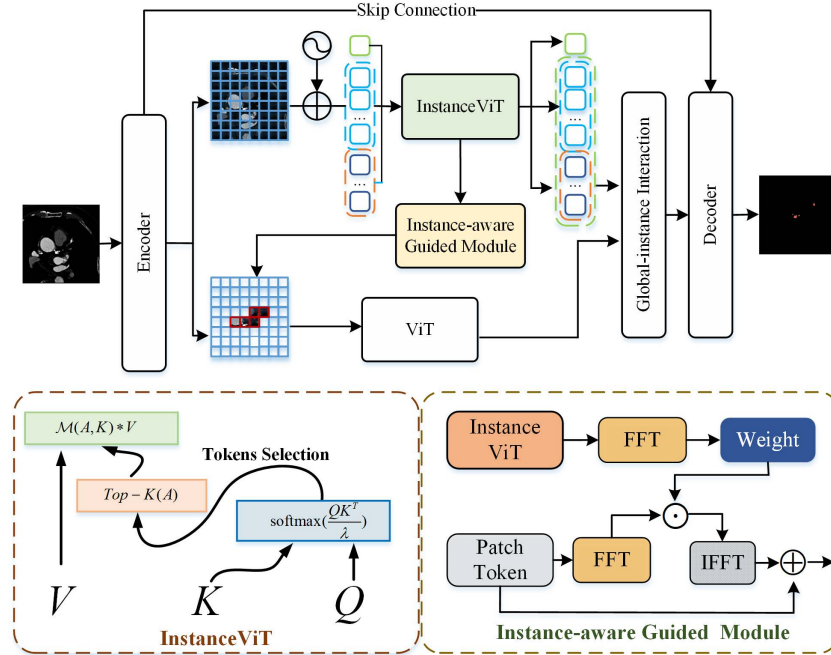 Skip Connection
Encoder
...
InstanceViT
...
...
...
Instance-aware
Guided Module
ViT
Global-instance Interaction
Decoder
M(A,K)*V
Tokens Selection
Top−K(A)
softmax(QK^T/λ)
V
K
Q
InstanceViT
Instance
ViT
FFT
Weight
Patch
Token
FFT
IFFT
Instance-aware Guided Module